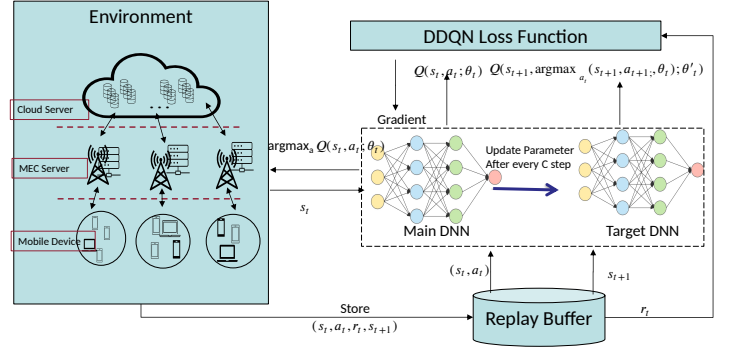 Environment
DDQN Loss Function
Q(s_t, a_t; θ_t)
Q(s_{t+1}, argmax_{a_t}(s_{t+1}, a_{t+1}; , θ_t); θ'_t)
Cloud Server
. . .
Gradient
argmax_a Q(s_t, a_t; θ_t)
Update Parameter
After every C step
MEC Server
s_t
Mobile Device
Main DNN
Target DNN
(s_t, a_t)
s_{t+1}
Store
(s_t, a_t, r_t, s_{t+1})
Replay Buffer
r_t